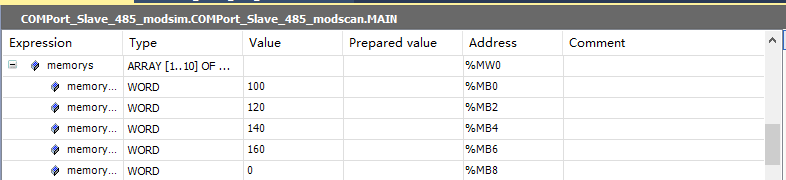 COMPort_Slave_485_modsim.COMPort_Slave_485_modscan.MAIN
Expression Type Value Prepared value Address Comment
memorys ARRAY [1..10] OF ... %MW0
memory... WORD 100 %MB0
memory... WORD 120 %MB2
memory... WORD 140 %MB4
memory... WORD 160 %MB6
memory... WORD 0 %MB8